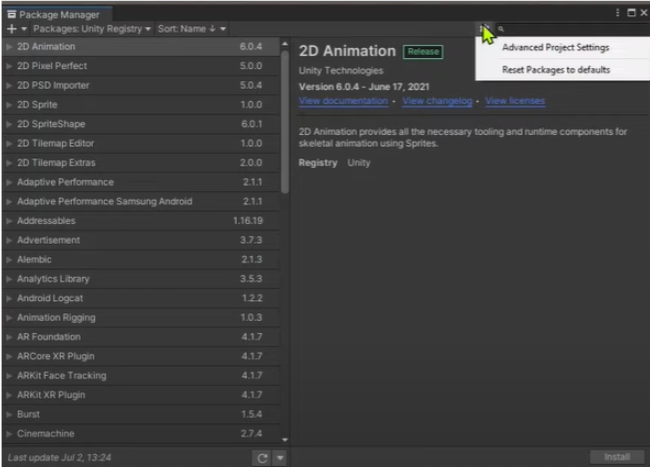 Package Manager
+ Packages: Unity Registry Sort: Name ↓
Advanced Project Settings
Reset Packages to defaults
2D Animation 6.0.4
2D Pixel Perfect 5.0.0
2D PSD Importer 5.0.4
2D Sprite 1.0.0
2D SpriteShape 6.0.1
2D Tilemap Editor 1.0.0
2D Tilemap Extras 2.0.0
Adaptive Performance 2.1.1
Adaptive Performance Samsung Android 2.1.1
Addressables 1.16.19
Advertisement 3.7.3
Alembic 2.1.3
Analytics Library 3.5.3
Android Logcat 1.2.2
Animation Rigging 1.0.3
AR Foundation 4.1.7
ARCore XR Plugin 4.1.7
ARKit Face Tracking 4.1.7
ARKit XR Plugin 4.1.7
Burst 1.5.4
Cinemachine 2.7.4
Last update Jul 2, 13:24
2D Animation Release
Unity Technologies
Version 6.0.4 - June 17, 2021
View documentation • View changelog • View licenses
2D Animation provides all the necessary tooling and runtime components for
skeletal animation using Sprites.
Registry Unity
Install